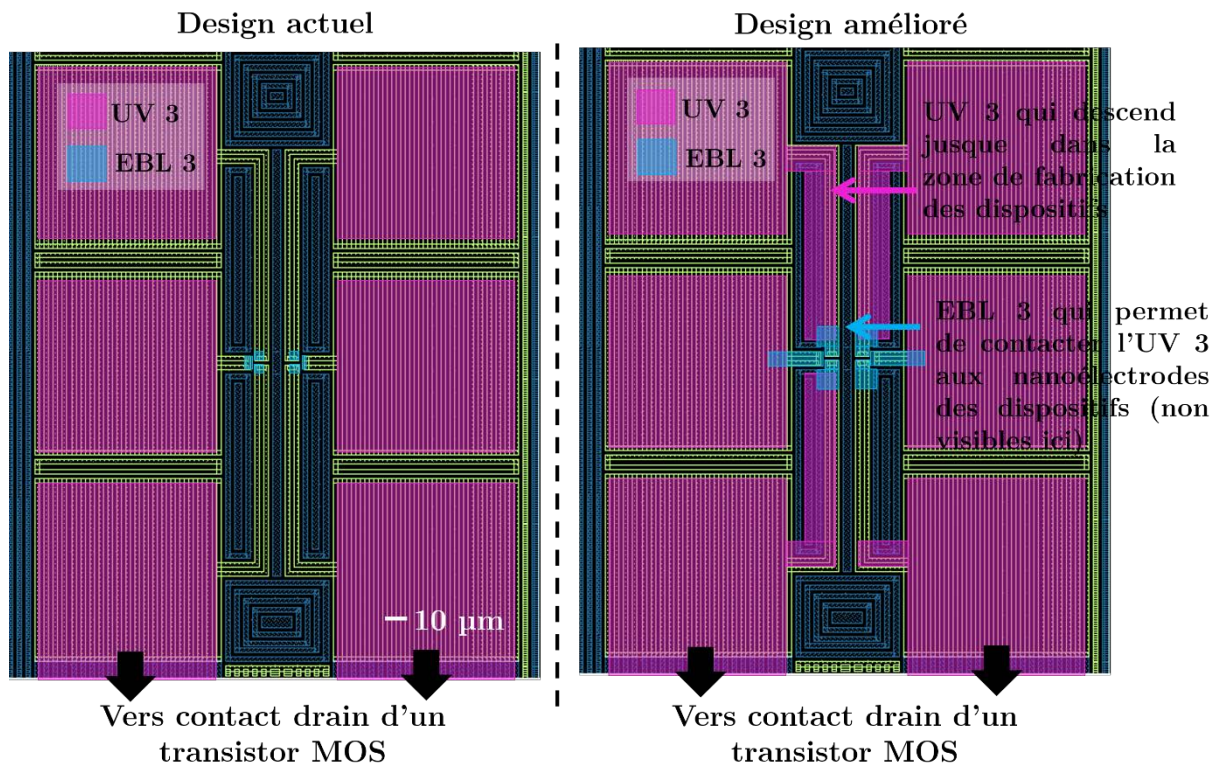 Design actuel
Design amélioré
UV 3
EBL 3
UV 3
EBL 3
UV 3 qui descend
jusque dans la
zone de fabrication
des dispositifs
EBL 3 qui permet
de contacter l'UV 3
aux nanoélectrodes
des dispositifs (non
visibles ici)
10 µm
Vers contact drain d'un
transistor MOS
Vers contact drain d'un
transistor MOS